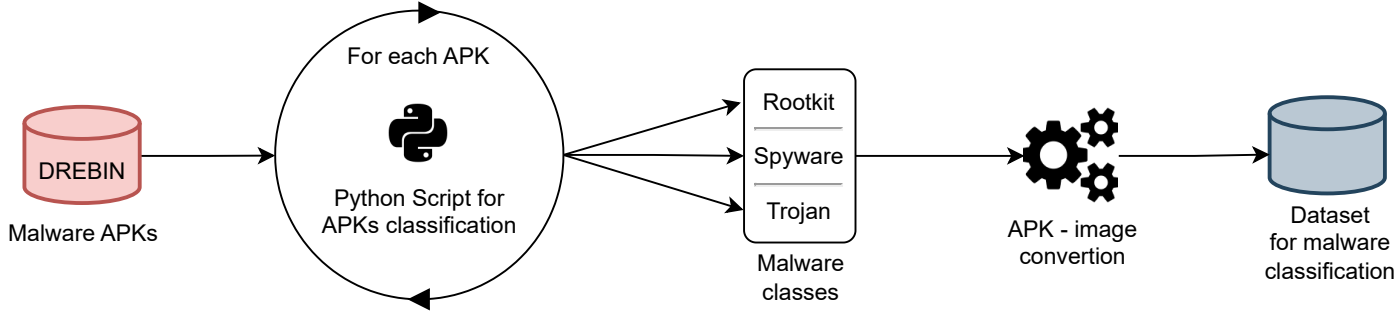 DREBIN
Malware APKs
For each APK
Python Script for
APKs classification
Rootkit
Spyware
Trojan
Malware
classes
APK - image
convertion
Dataset
for malware
classification